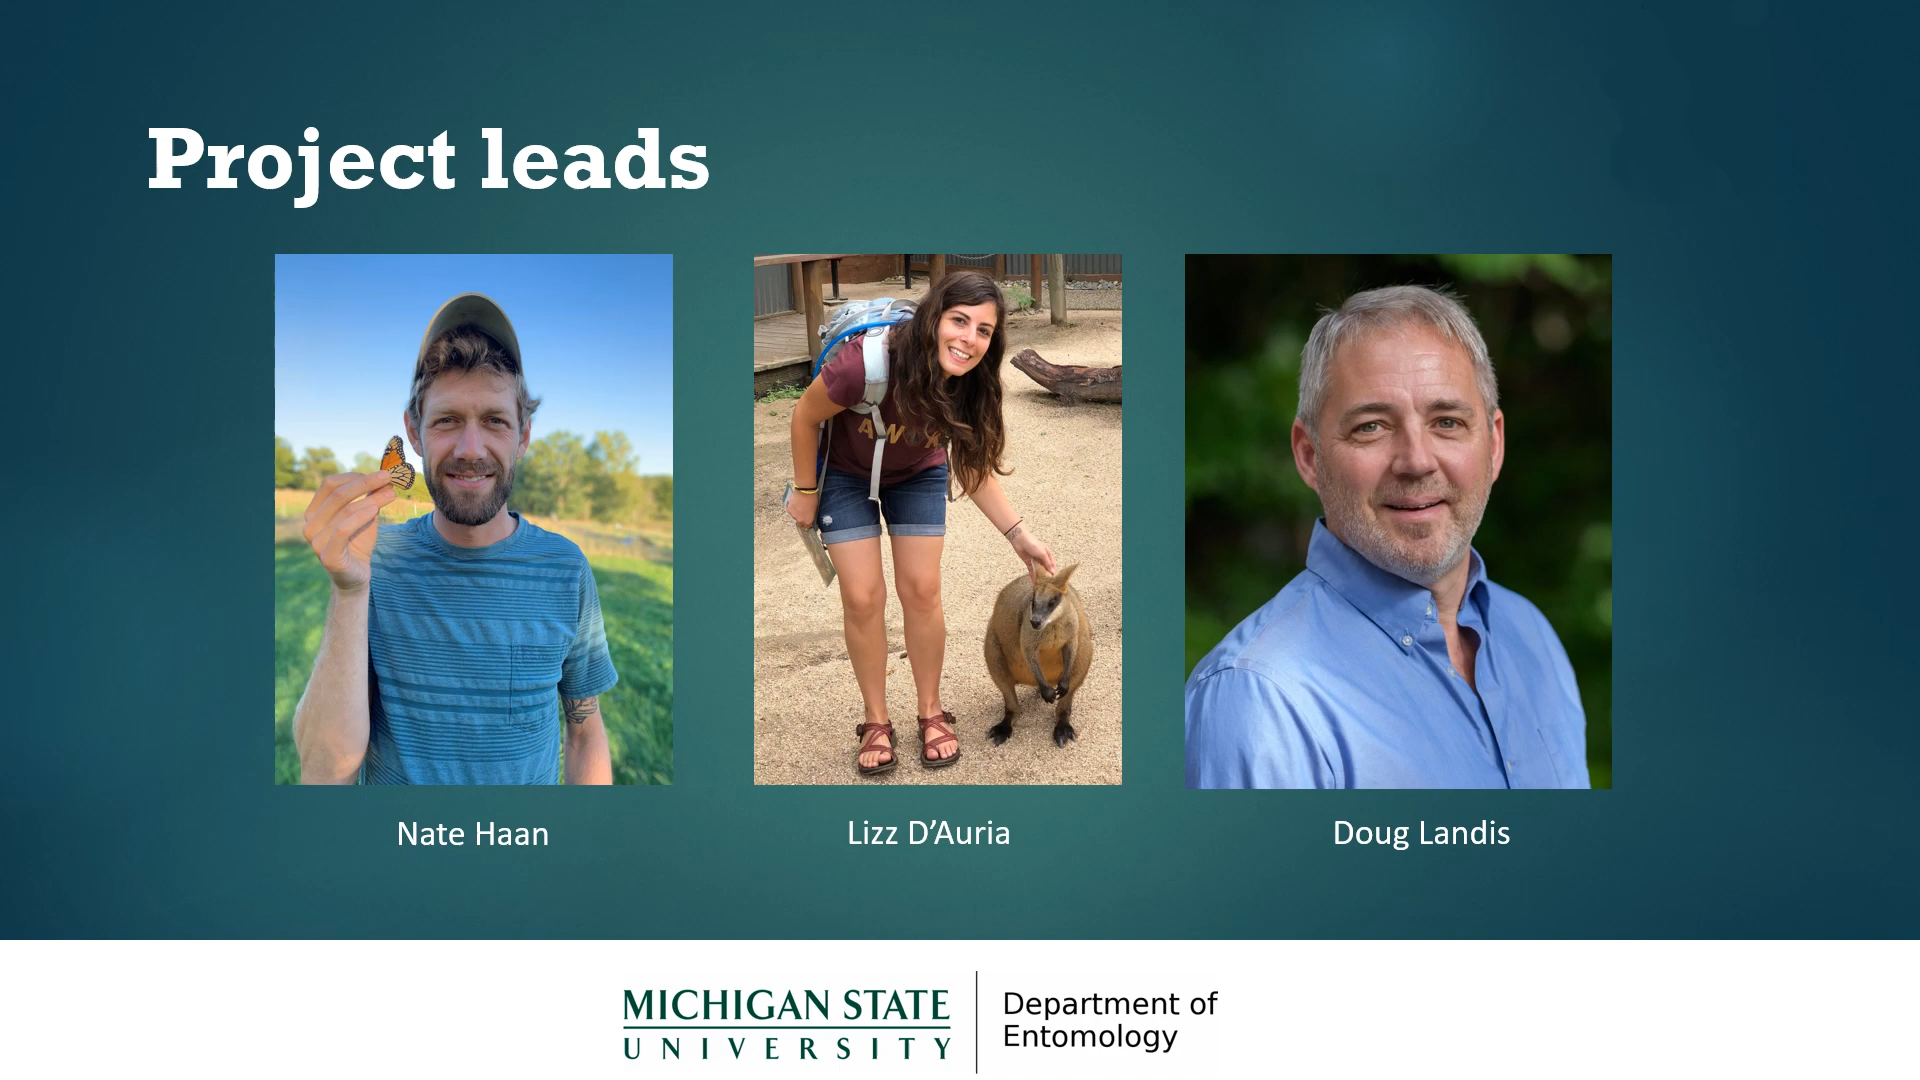 Project leads
Nate Haan
Lizz D’Auria
Doug Landis
MICHIGAN STATE
UNIVERSITY
Department of
Entomology